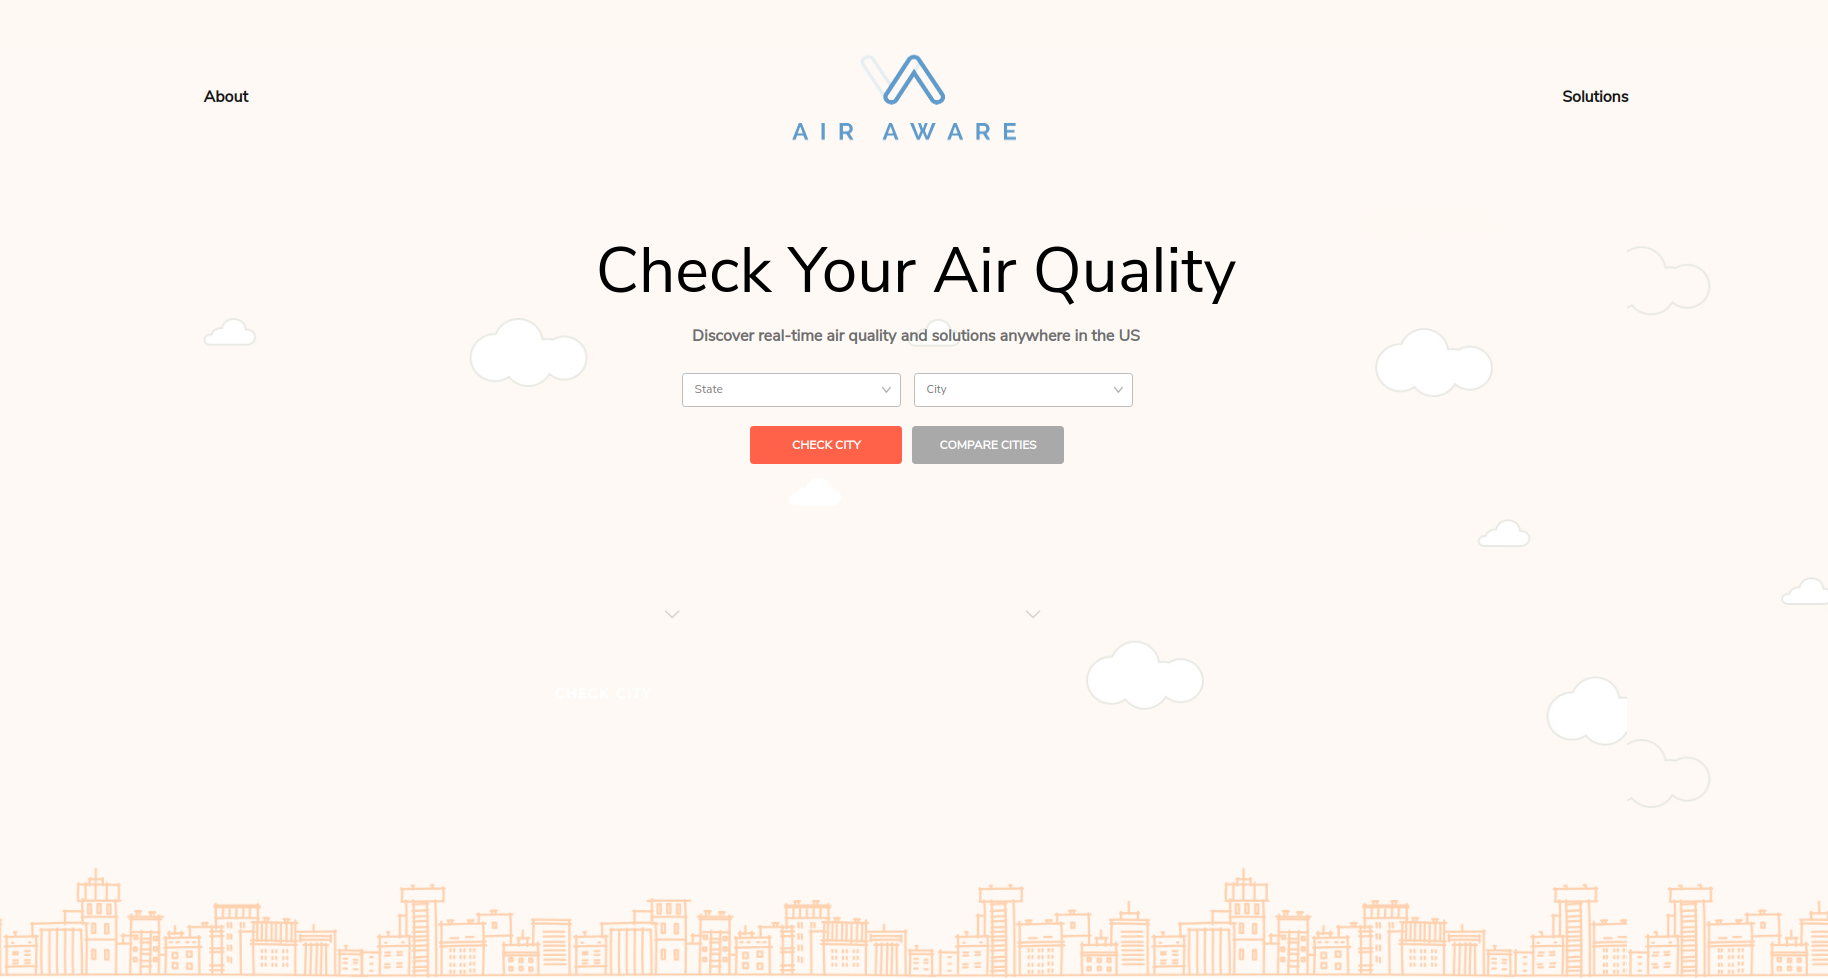 About
AIR AWARE
Solutions
Check Your Air Quality
Discover real-time air quality and solutions anywhere in the US
State
City
CHECK CITY
COMPARE CITIES
CHECK CITY